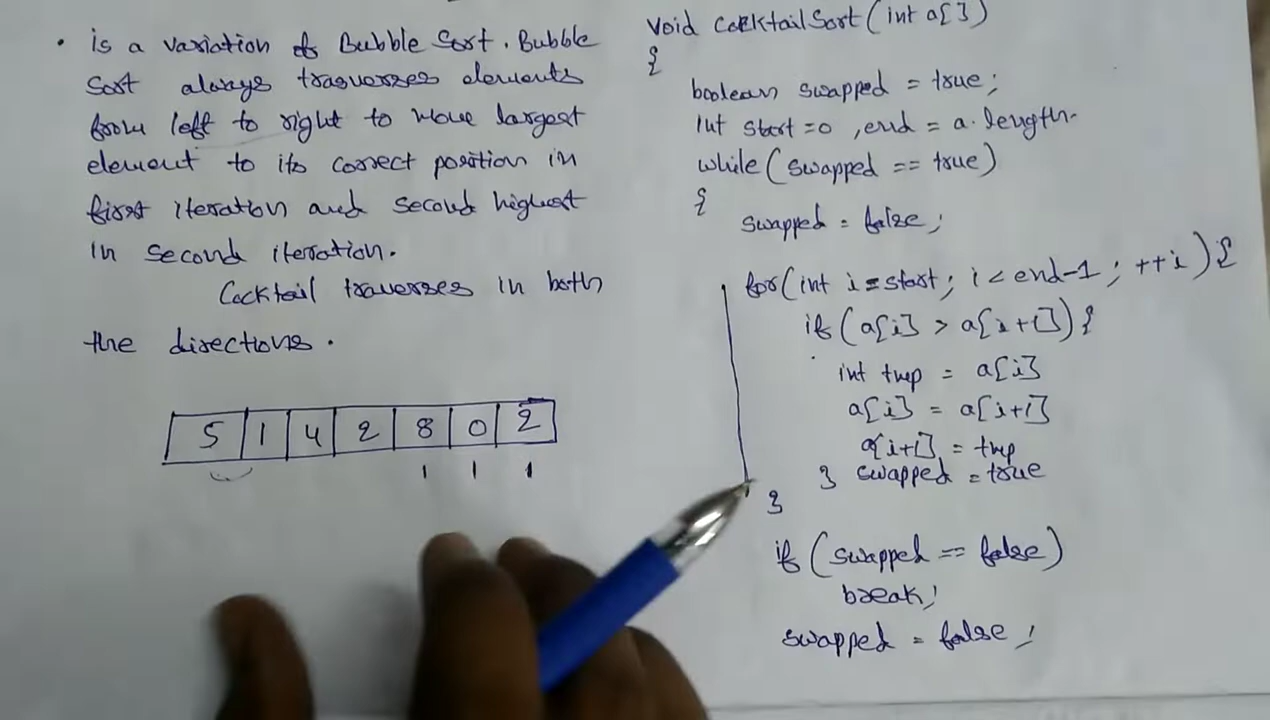 . is a variation of Bubble Sort. Bubble
Sort always traverses elements
from left to right to move largest
element to its correct position in
first iteration and second highest
in second iteration.
Cocktail traverses in both
the directions.
5 1 4 2 8 0 2
void CocktailSort (int a[])
{
boolean swapped = true;
int start=0 ,end = a.length.
while (swapped == true)
{
swapped = false;
for(int i=start; i < end-1; ++i){
if (a[i] > a[i+1]){
int tmp = a[i]
a[i] = a[i+1]
a[i+1] = tmp
} swapped = true
}
if (swapped == false)
break;
swapped = false;